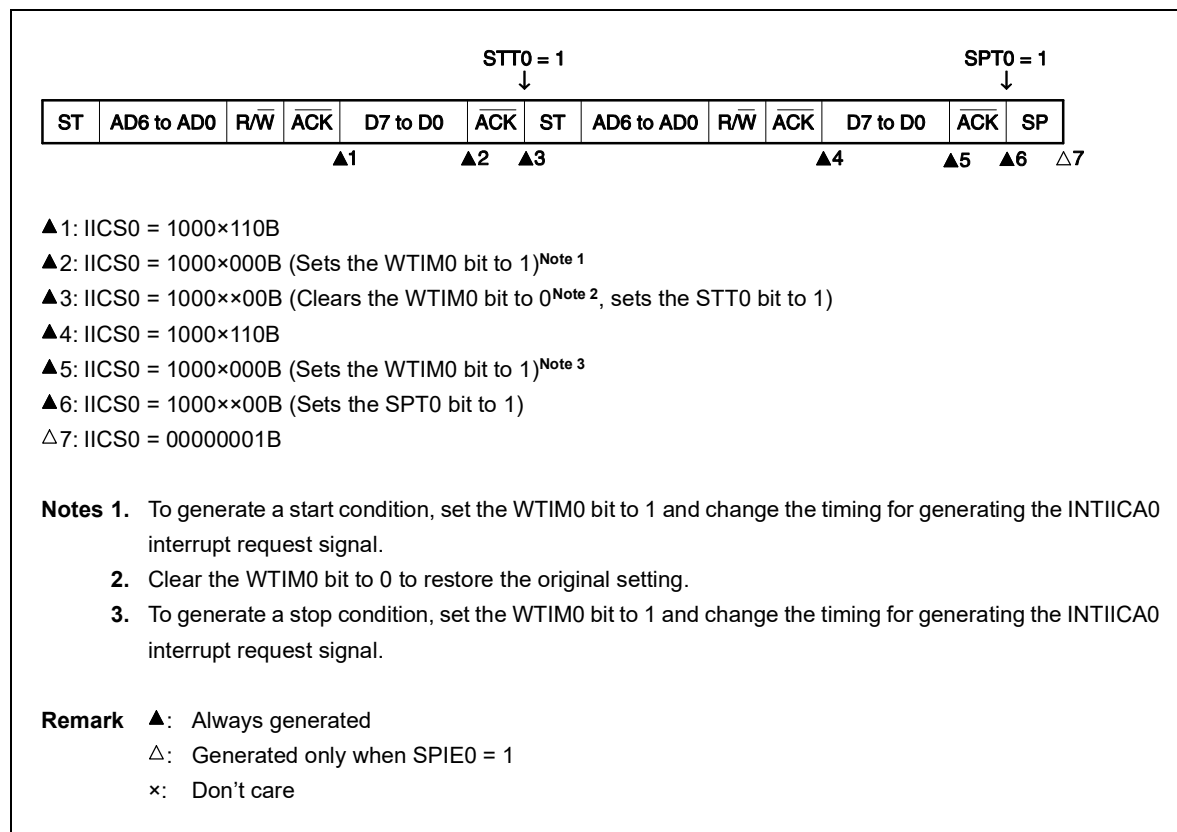 STT0 = 1 SPT0 = 1
↓ ↓
ST AD6 to AD0 R/W̅ A̅C̅K̅ D7 to D0 A̅C̅K̅ ST AD6 to AD0 R/W̅ A̅C̅K̅ D7 to D0 A̅C̅K̅ SP
▲1 ▲2 ▲3 ▲4 ▲5 ▲6 △7
▲1: IICS0 = 1000×110B
▲2: IICS0 = 1000×000B (Sets the WTIM0 bit to 1)Note 1
▲3: IICS0 = 1000××00B (Clears the WTIM0 bit to 0Note 2, sets the STT0 bit to 1)
▲4: IICS0 = 1000×110B
▲5: IICS0 = 1000×000B (Sets the WTIM0 bit to 1)Note 3
▲6: IICS0 = 1000××00B (Sets the SPT0 bit to 1)
△7: IICS0 = 00000001B
Notes 1. To generate a start condition, set the WTIM0 bit to 1 and change the timing for generating the INTIICA0
interrupt request signal.
2. Clear the WTIM0 bit to 0 to restore the original setting.
3. To generate a stop condition, set the WTIM0 bit to 1 and change the timing for generating the INTIICA0
interrupt request signal.
Remark ▲: Always generated
△: Generated only when SPIE0 = 1
×: Don't care